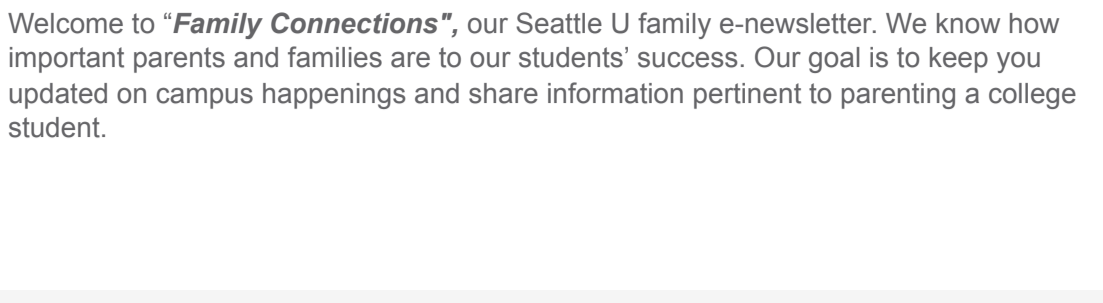 Welcome to “Family Connections", our Seattle U family e-newsletter. We know how
important parents and families are to our students’ success. Our goal is to keep you
updated on campus happenings and share information pertinent to parenting a college
student.